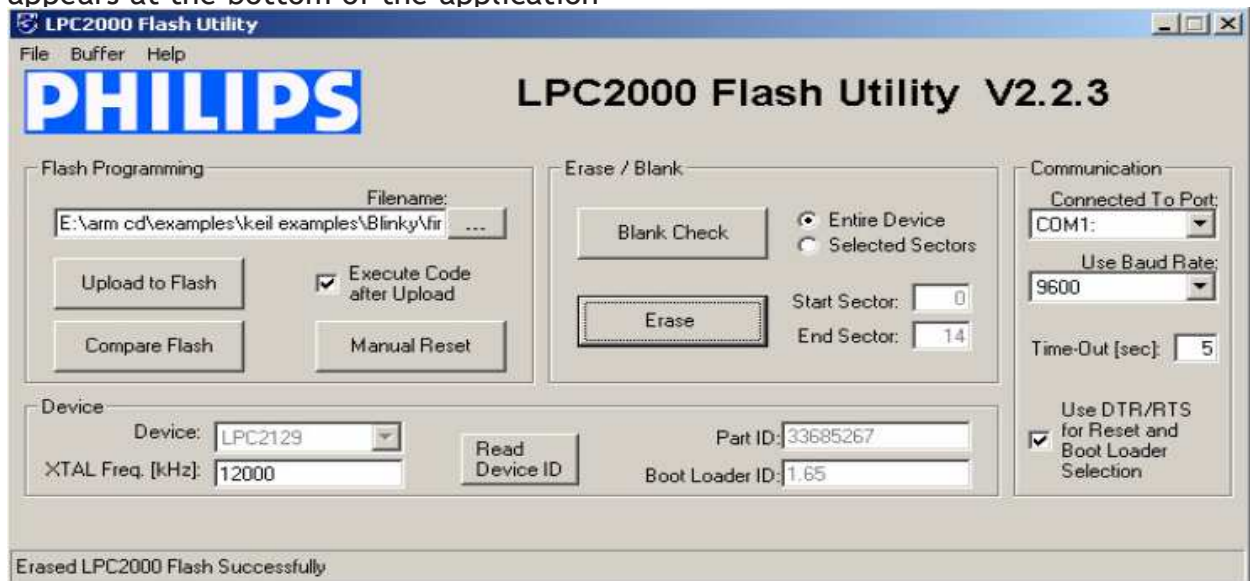 appears at the bottom of the application
LPC2000 Flash Utility
File Buffer Help
PHILIPS
LPC2000 Flash Utility V2.2.3
Flash Programming
Filename:
E:\arm cd\examples\keil examples\Blinky\fir
...
Upload to Flash
Execute Code
after Upload
Compare Flash
Manual Reset
Erase / Blank
Blank Check
Entire Device
Selected Sectors
Erase
Start Sector: 0
End Sector: 14
Communication
Connected To Port:
COM1:
Use Baud Rate:
9600
Time-Out [sec]: 5
Use DTR/RTS
for Reset and
Boot Loader
Selection
Device
Device: LPC2129
XTAL Freq. [kHz]: 12000
Read
Device ID
Part ID: 33685267
Boot Loader ID: 1.65
Erased LPC2000 Flash Successfully